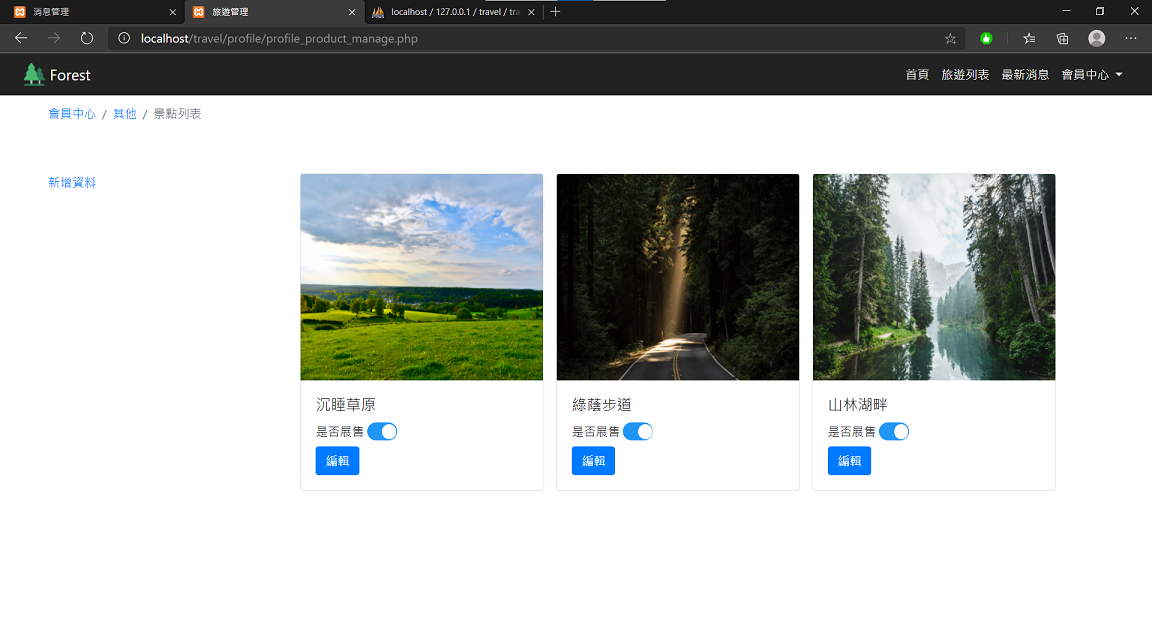 消息管理
旅遊管理
localhost / 127.0.0.1 / travel / tra
localhost/travel/profile/profile_product_manage.php
Forest
首頁 旅遊列表 最新消息 會員中心
會員中心 / 其他 / 景點列表
新增資料
沉睡草原
是否展售
編輯
綠蔭步道
是否展售
編輯
山林湖畔
是否展售
編輯